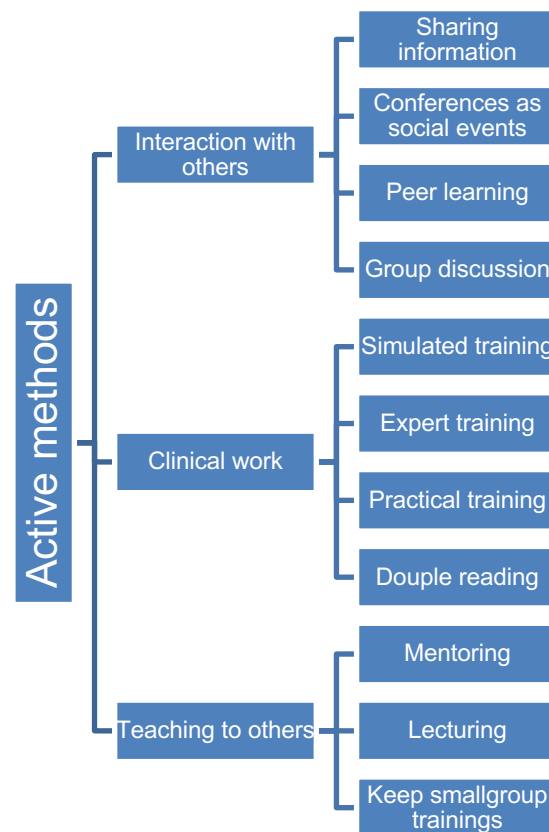 Active methods
Interaction with
others
Sharing
information
Conferences as
social events
Peer learning
Group discussion
Clinical work
Simulated training
Expert training
Practical training
Douple reading
Teaching to others
Mentoring
Lecturing
Keep smallgroup
trainings